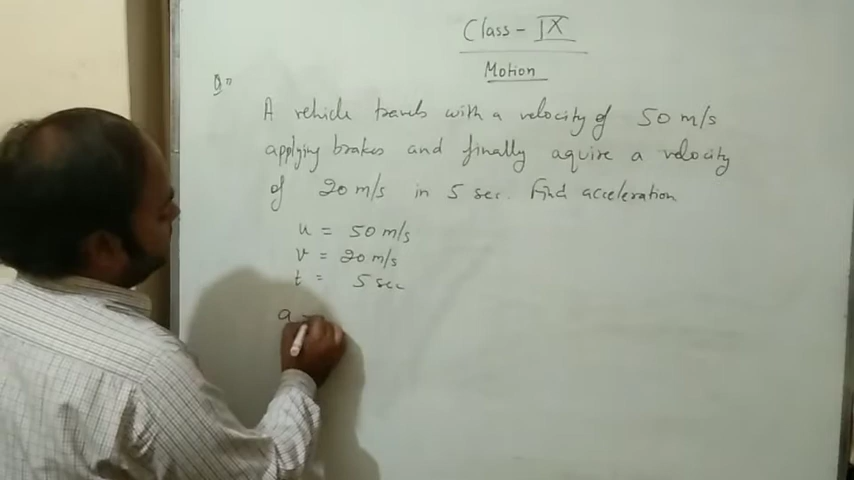 Class - IX
Motion
Qn
A vehicle travels with a velocity of 50 m/s
applying brakes and finally aquire a velocity
of 20 m/s in 5 sec. Find acceleration
u = 50 m/s
v = 20 m/s
t = 5 sec
a =